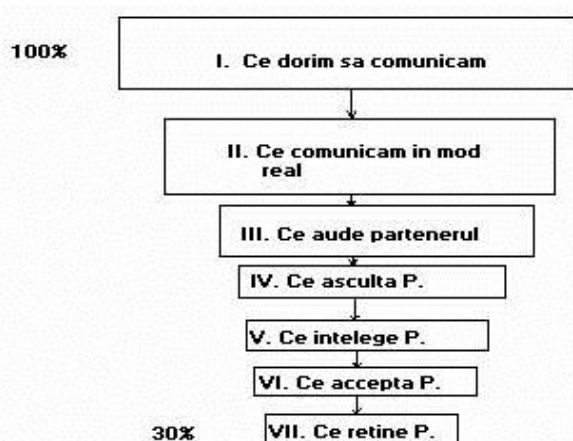 100%
I. Ce dorim sa comunicam
II. Ce comunicam in mod
real
III. Ce aude partenerul
IV. Ce asculta P.
V. Ce intelege P.
VI. Ce accepta P.
30%
VII. Ce retine P.